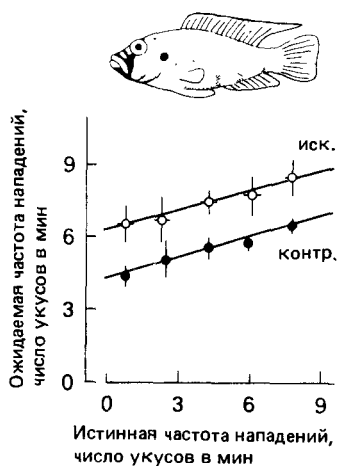 иск.
9
6
3
0
контр.
Ожидаемая частота нападений,
число укусов в мин
0 3 6 9
Истинная частота нападений,
число укусов в мин